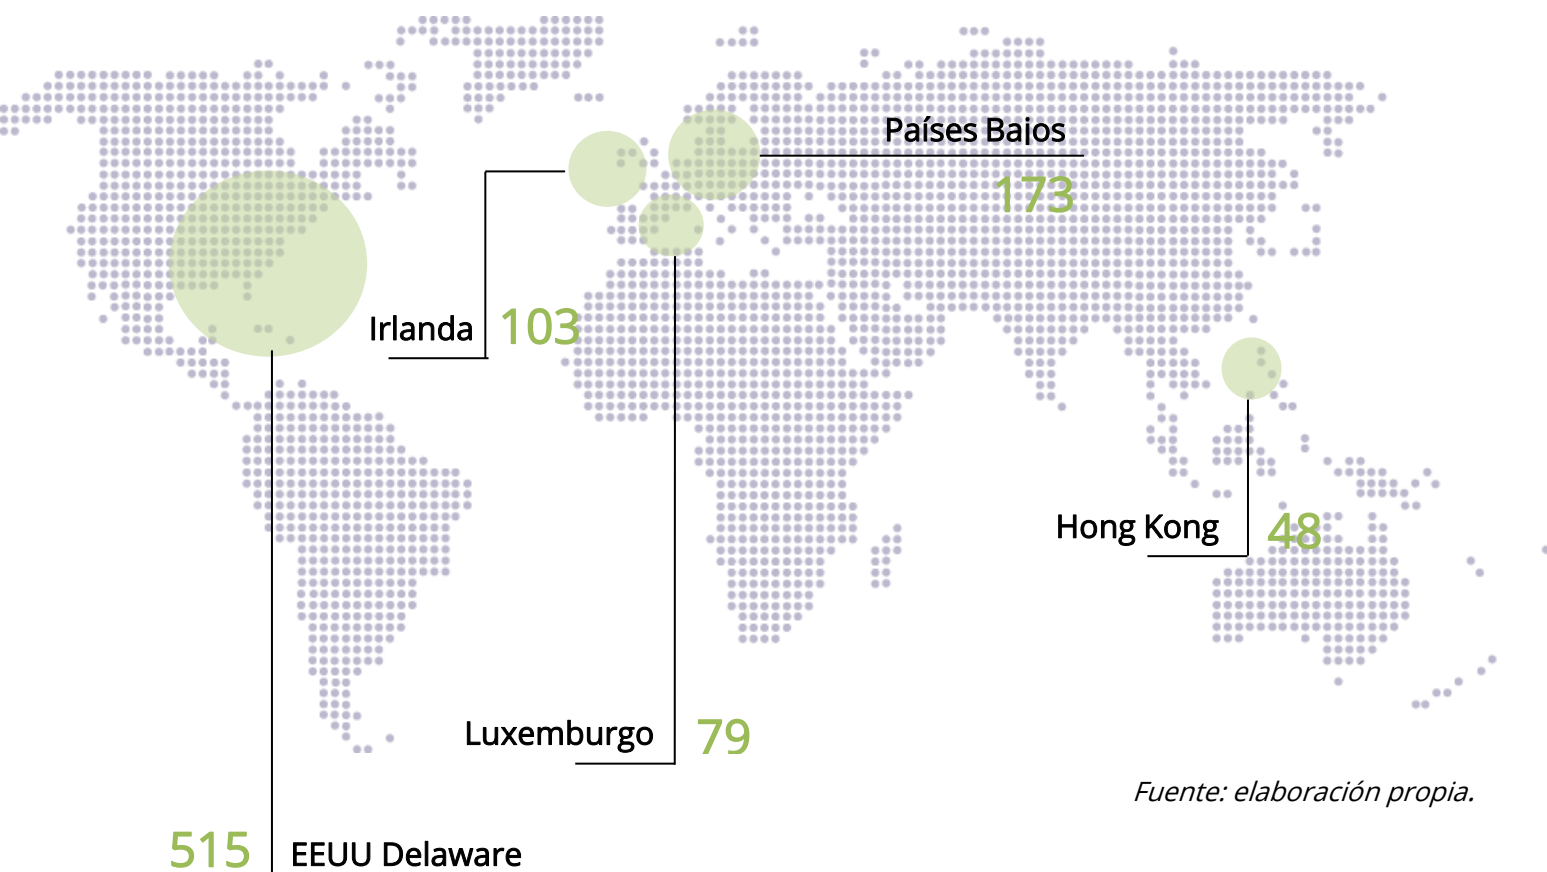 Países Bajos
173
Irlanda
103
Hong Kong
48
Luxemburgo
79
Fuente: elaboración propia.
515
EEUU Delaware